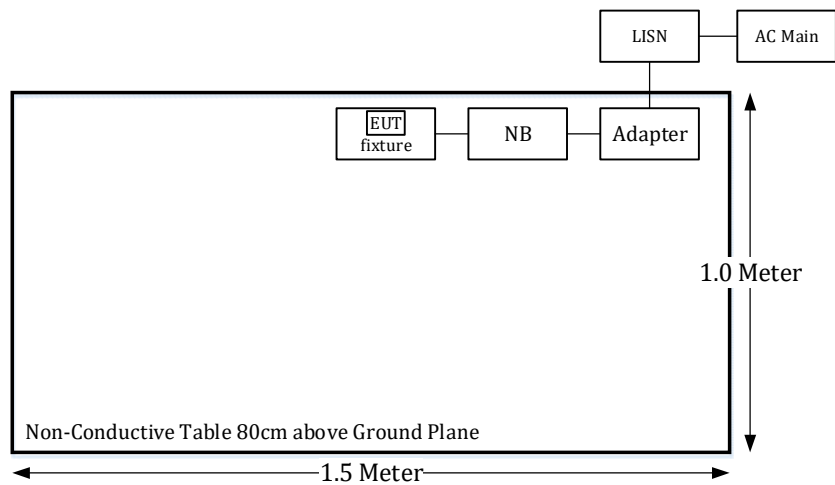 LISN
AC Main
EUT
fixture
NB
Adapter
1.0 Meter
Non-Conductive Table 80cm above Ground Plane
1.5 Meter